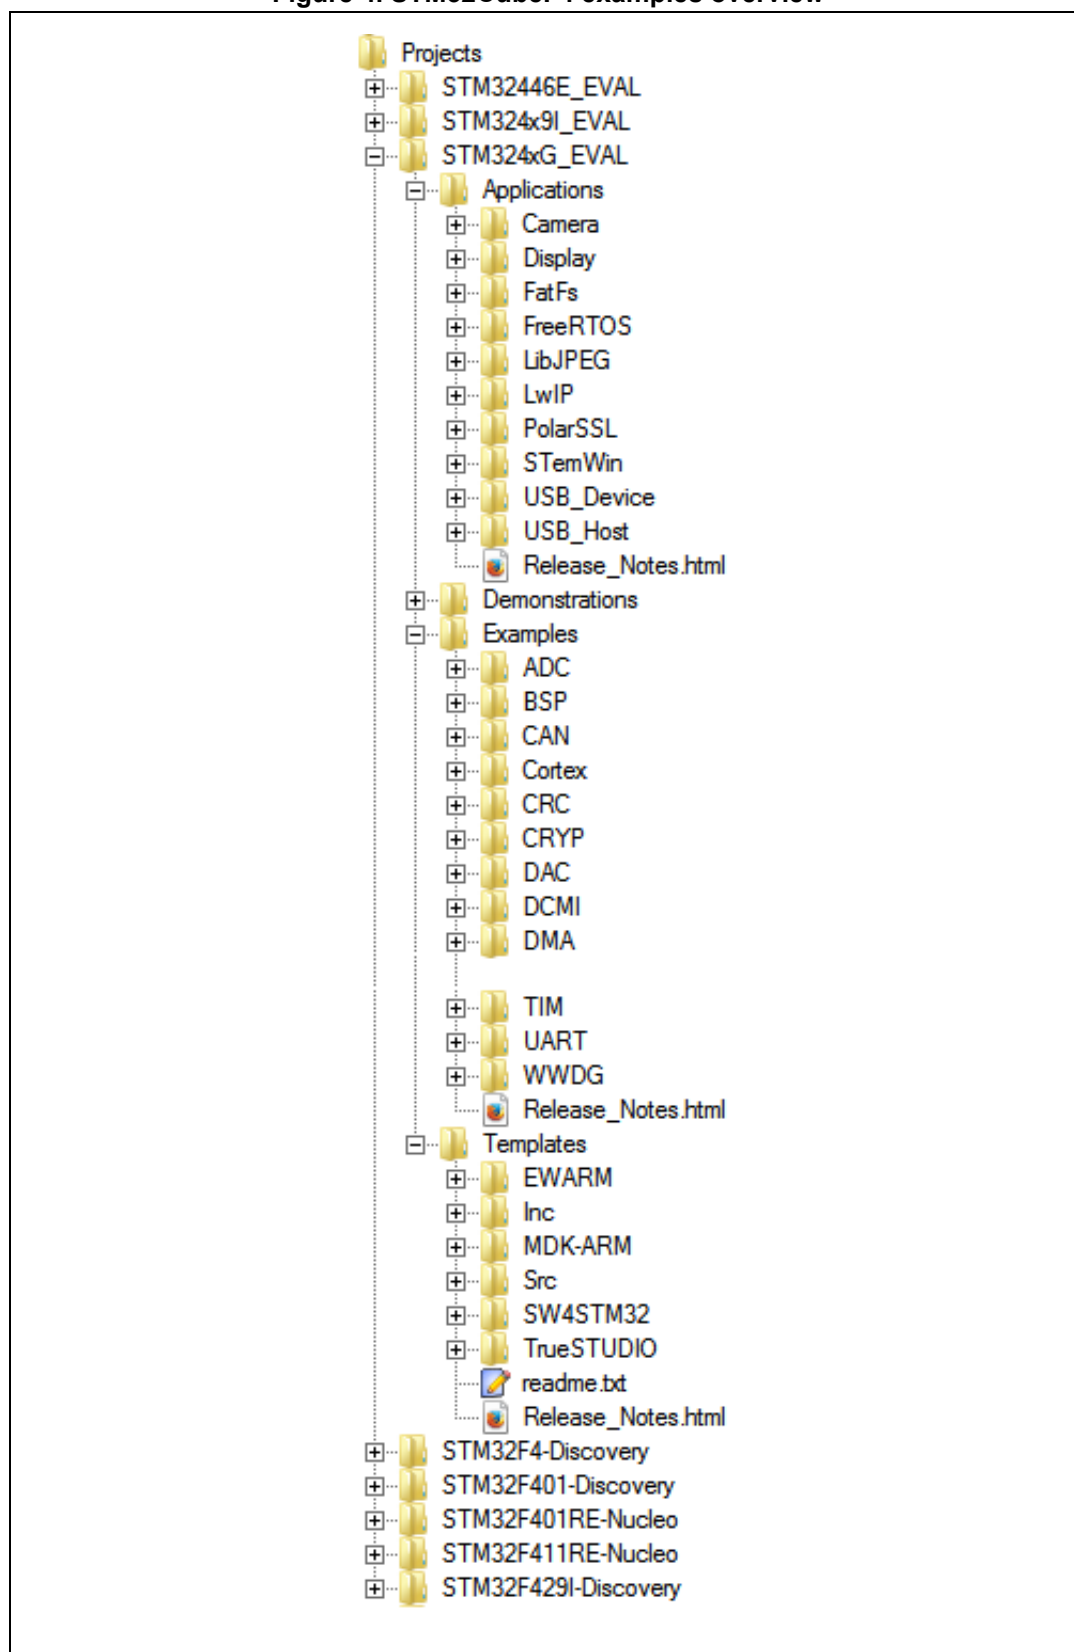 Projects
STM32446E_EVAL
STM324x9I_EVAL
STM324xG_EVAL
Applications
Camera
Display
FatFs
FreeRTOS
LibJPEG
LwIP
PolarSSL
STemWin
USB_Device
USB_Host
Release_Notes.html
Demonstrations
Examples
ADC
BSP
CAN
Cortex
CRC
CRYP
DAC
DCMI
DMA
TIM
UART
WWDG
Release_Notes.html
Templates
EWARM
Inc
MDK-ARM
Src
SW4STM32
TrueSTUDIO
readme.txt
Release_Notes.html
STM32F4-Discovery
STM32F401-Discovery
STM32F401RE-Nucleo
STM32F411RE-Nucleo
STM32F429I-Discovery